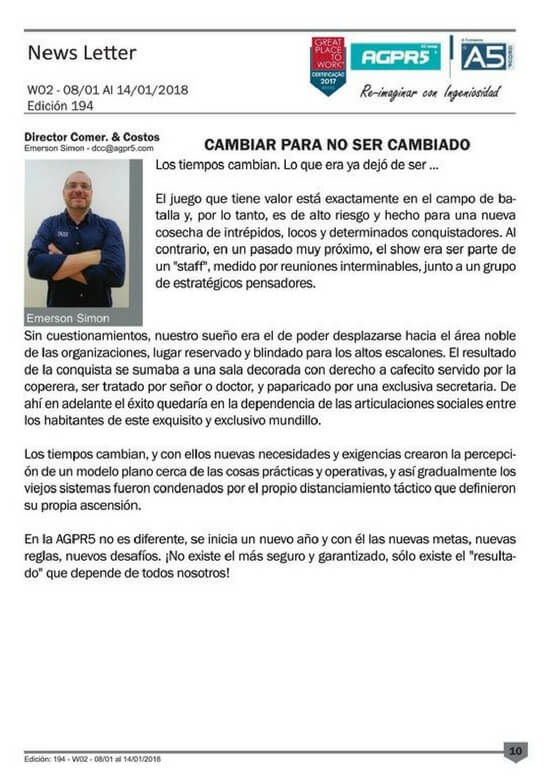 News Letter
GREAT
PLACE
TO
WORK
CERTIFICAÇÃO
2017
AGPR5
A5
W02 - 08/01 Al 14/01/2018
Edición 194
Re-imaginar con Ingeniosidad
Director Comer. & Costos
Emerson Simon - dcc@agpr5.com
CAMBIAR PARA NO SER CAMBIADO
Los tiempos cambian. Lo que era ya dejó de ser ...
El juego que tiene valor está exactamente en el campo de ba-
talla y, por lo tanto, es de alto riesgo y hecho para una nueva
cosecha de intrépidos, locos y determinados conquistadores. Al
contrario, en un pasado muy próximo, el show era ser parte de
un "staff", medido por reuniones interminables, junto a un grupo
de estratégicos pensadores.
Emerson Simon
Sin cuestionamientos, nuestro sueño era el de poder desplazarse hacia el área noble
de las organizaciones, lugar reservado y blindado para los altos escalones. El resultado
de la conquista se sumaba a una sala decorada con derecho a cafecito servido por la
coperera, ser tratado por señor o doctor, y paparicado por una exclusiva secretaria. De
ahí en adelante el éxito quedaría en la dependencia de las articulaciones sociales entre
los habitantes de este exquisito y exclusivo mundillo.
Los tiempos cambian, y con ellos nuevas necesidades y exigencias crearon la percepci-
ón de un modelo plano cerca de las cosas prácticas y operativas, y así gradualmente los
viejos sistemas fueron condenados por el propio distanciamiento táctico que definieron
su propia ascensión.
En la AGPR5 no es diferente, se inicia un nuevo año y con él las nuevas metas, nuevas
reglas, nuevos desafíos. ¡No existe el más seguro y garantizado, sólo existe el "resulta-
do" que depende de todos nosotros!
Edición: 194 - W02 - 08/01 al 14/01/2018
10